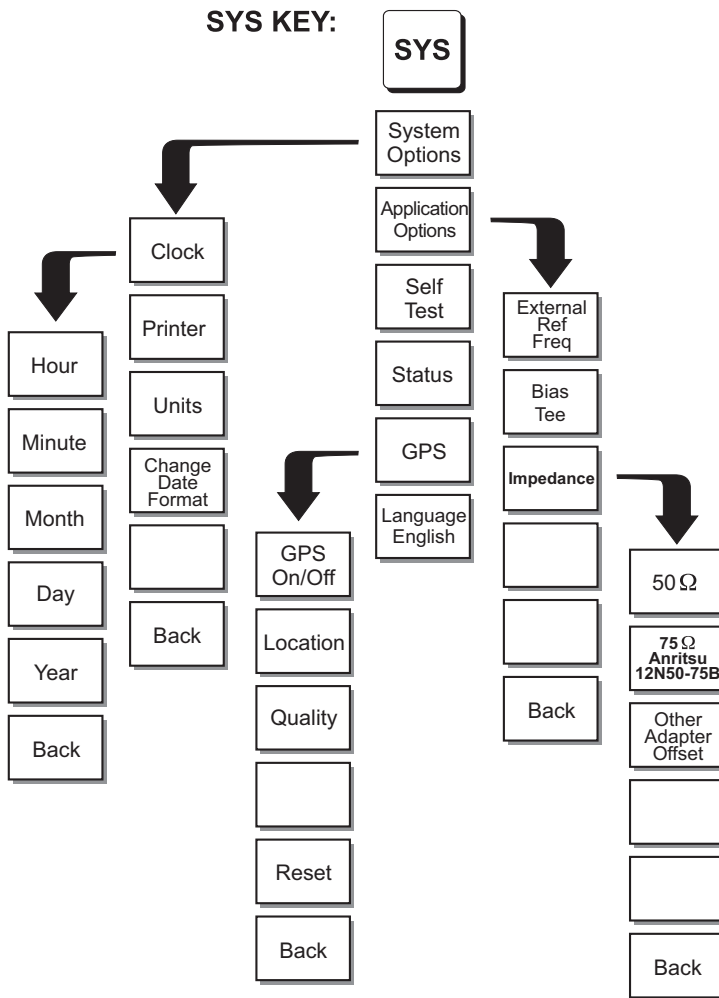 SYS KEY:
SYS
System
Options
Application
Options
Self
Test
Status
GPS
Language
English
Clock
Printer
Units
Change
Date
Format
Back
Hour
Minute
Month
Day
Year
Back
GPS
On/Off
Location
Quality
Reset
Back
External
Ref
Freq
Bias
Tee
Impedance
Back
50 Ω
75 Ω
Anritsu
12N50-75B
Other
Adapter
Offset
Back